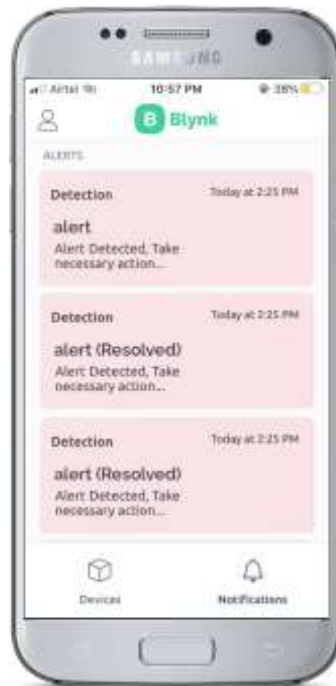 SAMSUNG
Airtel 10:57 PM 38%
B Blynk
ALERTS
Detection Today at 2:25 PM
alert
Alert Detected, Take
necessary action...
Detection Today at 2:25 PM
alert (Resolved)
Alert Detected, Take
necessary action...
Detection Today at 2:25 PM
alert (Resolved)
Alert Detected, Take
necessary action...
Devices Notifications